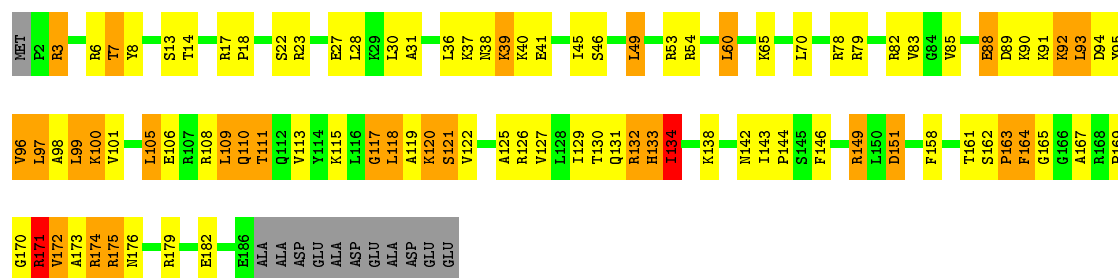 MET P2 R3 R6 T7 Y8 S13 T14 R17 P18 S22 R23 E27 L28 K29 L30 A31 L36 K37 N38 K39 K40 E41 I45 S46 L49 R53 R54 L60 K65 L70 R78 R79 R82 V83 G84 V85 E88 D89 K90 K91 K92 L93 D94 Y95
V96 L97 A98 L99 K100 V101 L105 E106 R107 R108 L109 Q110 T111 Q112 V113 Y114 K115 L116 G117 L118 A119 K120 S121 V122 A125 R126 V127 L128 I129 T130 Q131 R132 H133 I134 K138 N142 I143 P144 S145 F146 R149 L150 D151 F158 T161 S162 P163 F164 G165 G166 A167 R168 P169
G170 R171 V172 A173 R174 R175 N176 R179 E182 E186 ALA ALA ASP GLU ALA ALA ASP GLU GLU